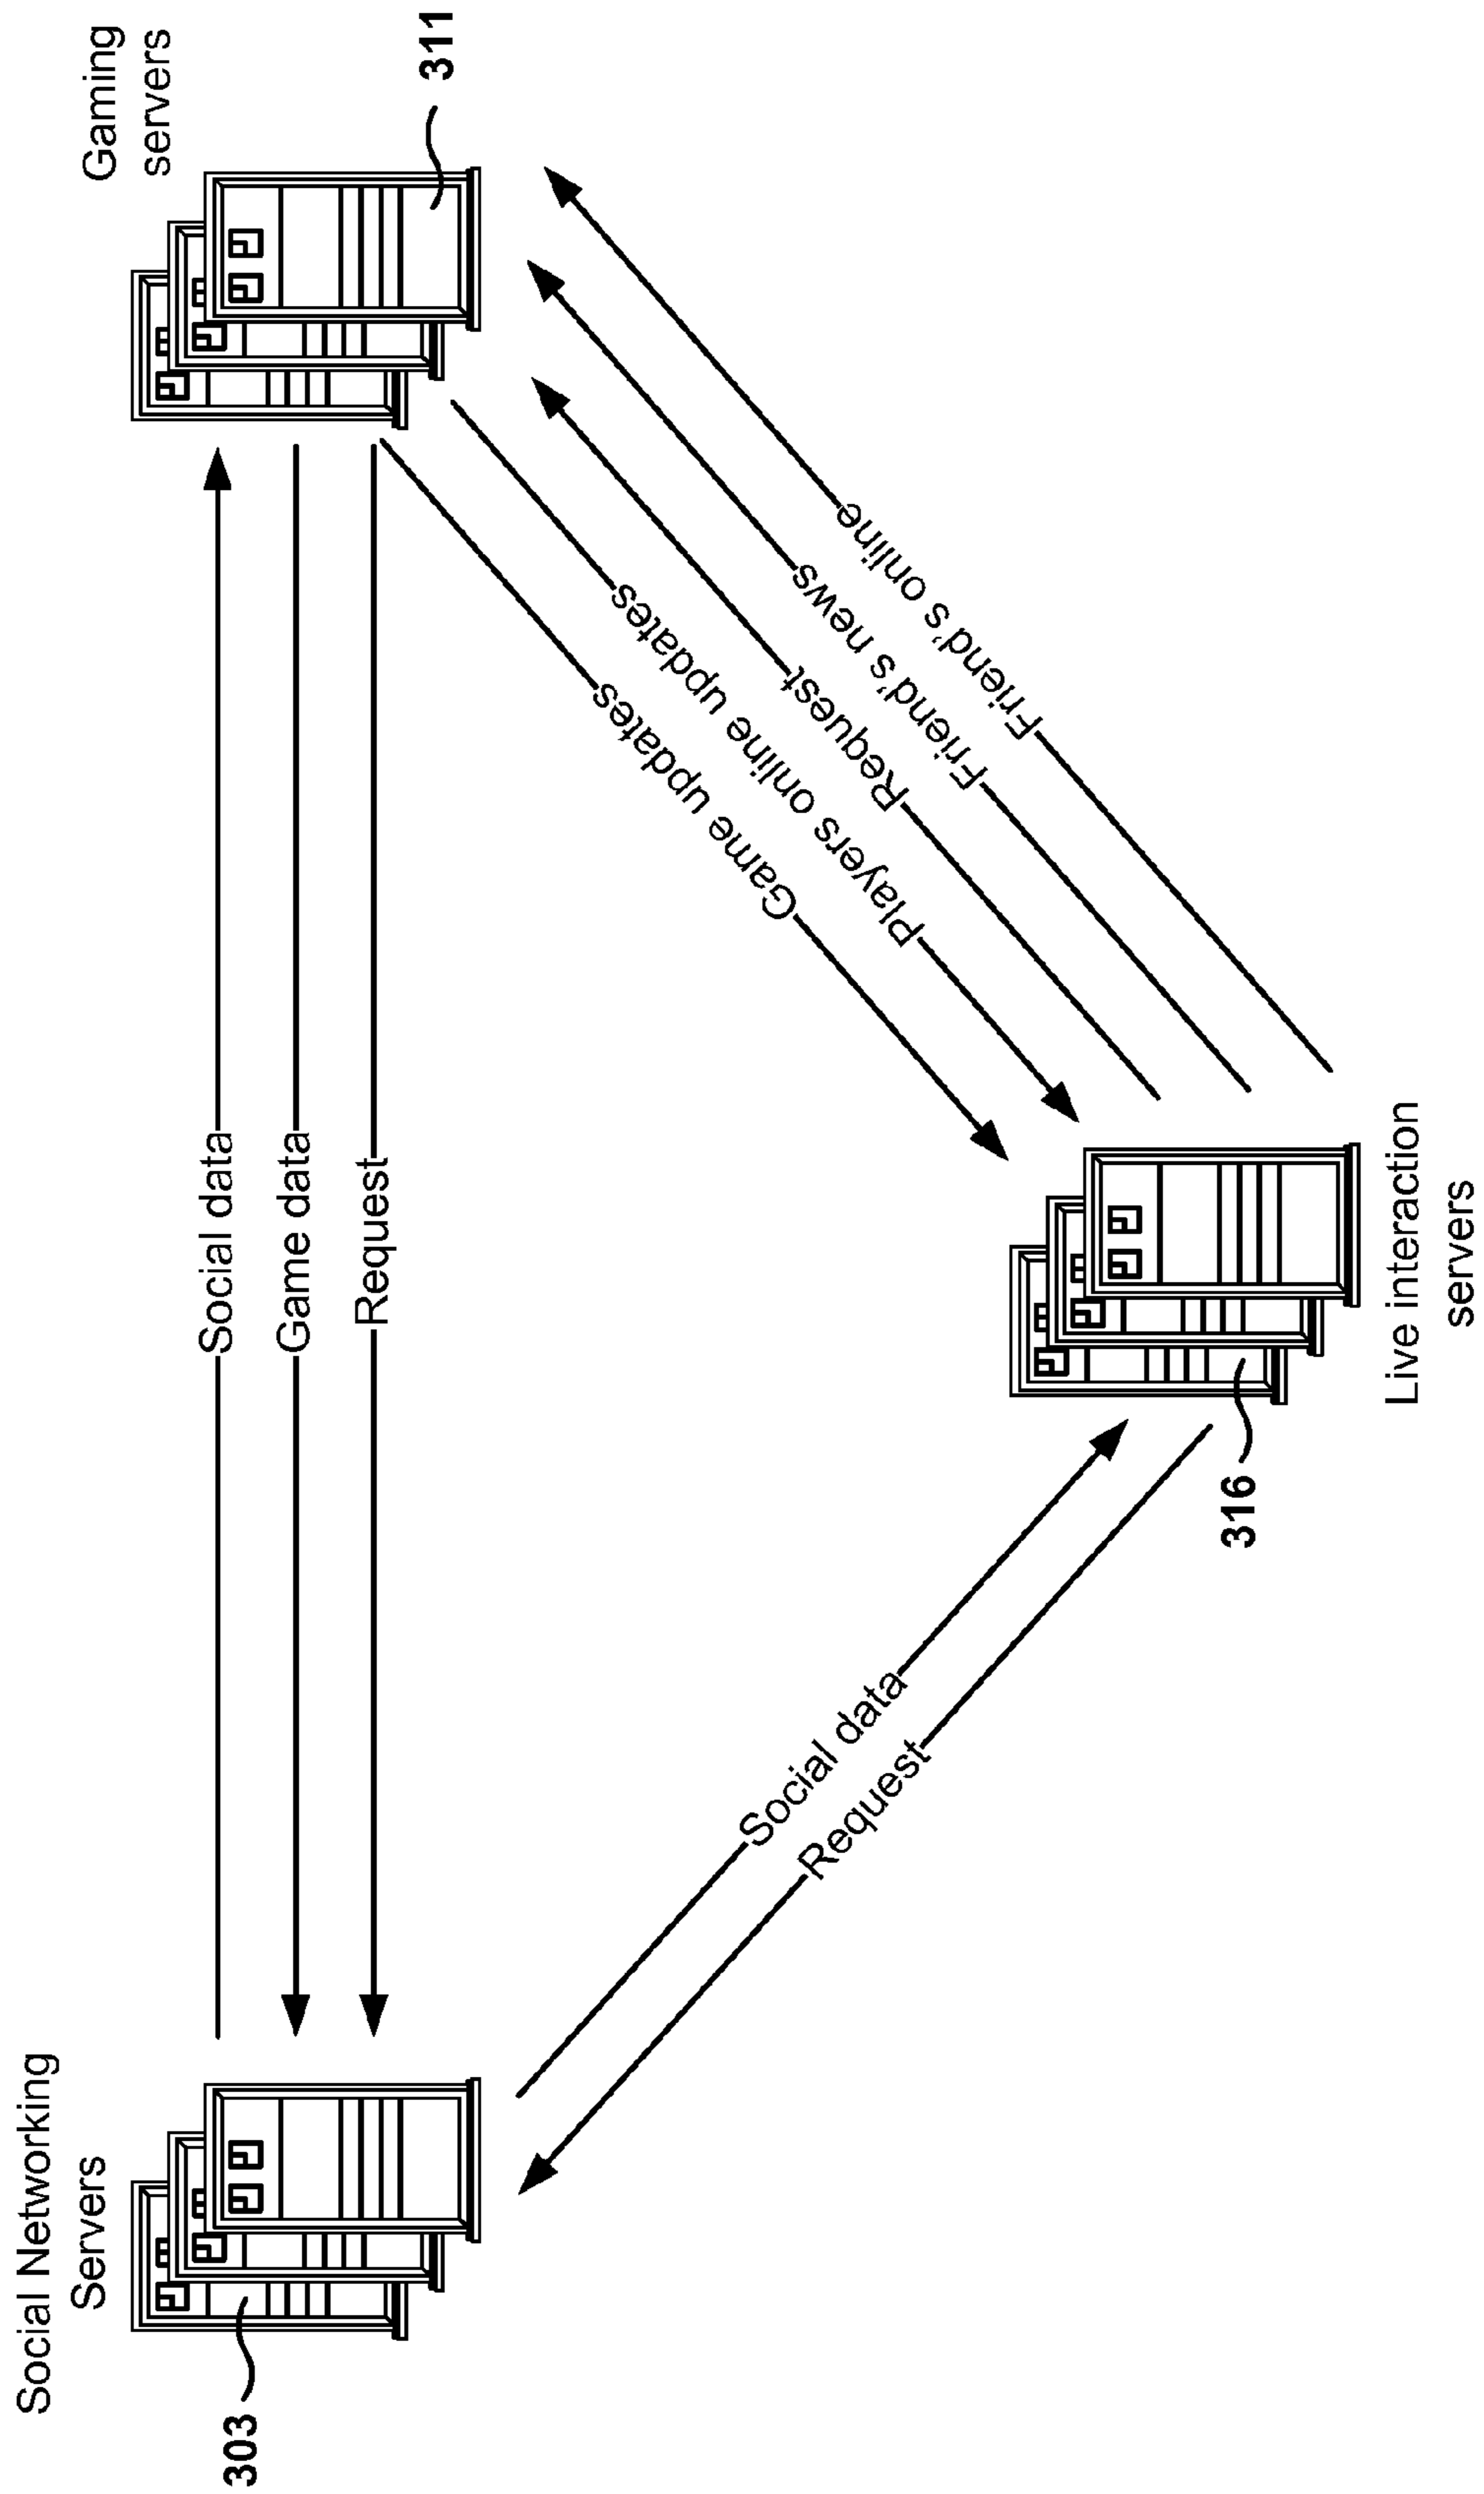 Social Networking
Servers
303
Gaming
servers
311
Social data
Game data
Request
Game updates
Players online updates
Request
Friend's news
Friend's online
Social data
Request
316
Live interaction
servers